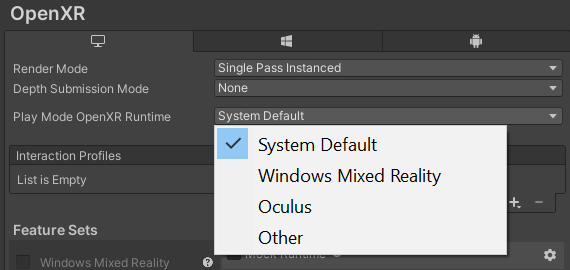 OpenXR
Render Mode
Single Pass Instanced
Depth Submission Mode
None
Play Mode OpenXR Runtime
System Default
System Default
Windows Mixed Reality
Oculus
Other
Interaction Profiles
List is Empty
+
Feature Sets
Windows Mixed Reality
Mock Runtime